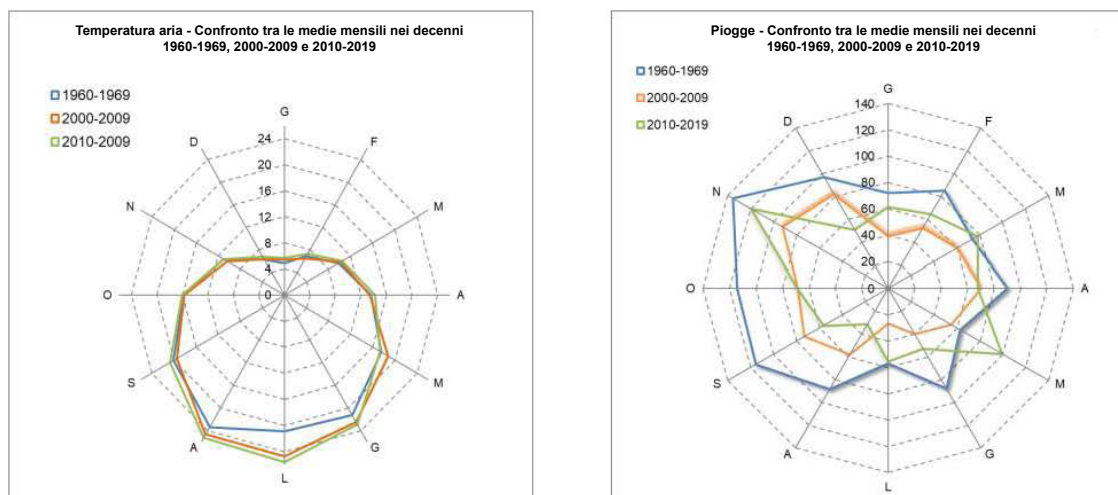 Temperatura aria - Confronto tra le medie mensili nei decenni
1960-1969, 2000-2009 e 2010-2019
1960-1969
2000-2009
2010-2009
G
F
M
A
M
G
L
A
S
O
N
D
24
20
16
12
8
4
0
Piogge - Confronto tra le medie mensili nei decenni
1960-1969, 2000-2009 e 2010-2019
1960-1969
2000-2009
2010-2019
G
F
M
A
M
G
L
A
S
O
N
D
140
120
100
80
60
40
20
0